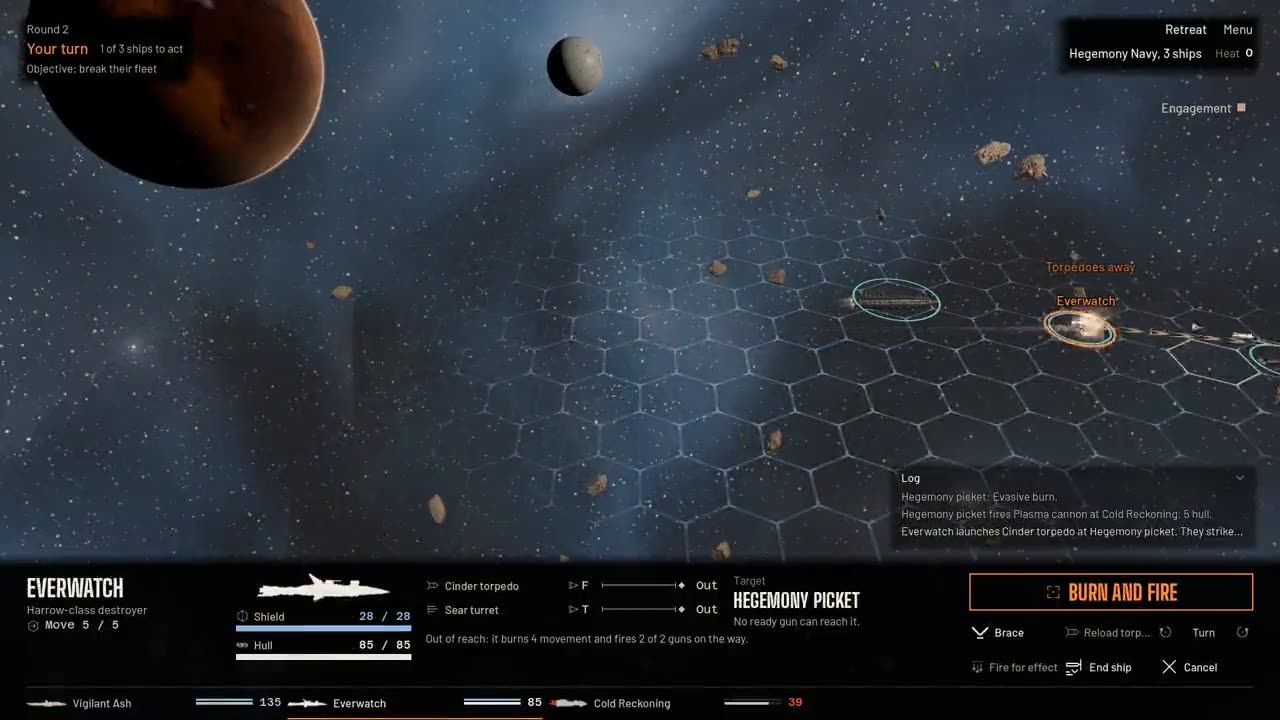 Round 2
Your turn 1 of 3 ships to act
Objective: break their fleet
Retreat Menu
Hegemony Navy, 3 ships Heat 0
Engagement
Torpedoes away
Everwatch
Log
Hegemony picket: Evasive burn.
Hegemony picket fires Plasma cannon at Cold Reckoning: 5 hull.
Everwatch launches Cinder torpedo at Hegemony picket. They strike...
EVERWATCH
Harrow-class destroyer
Move 5 / 5
Shield 28 / 28
Hull 85 / 85
Cinder torpedo F Out
Sear turret T Out
Out of reach: it burns 4 movement and fires 2 of 2 guns on the way.
Target
HEGEMONY PICKET
No ready gun can reach it.
BURN AND FIRE
Brace Reload torp... Turn
Fire for effect End ship Cancel
Vigilant Ash 135 Everwatch 85 Cold Reckoning 39